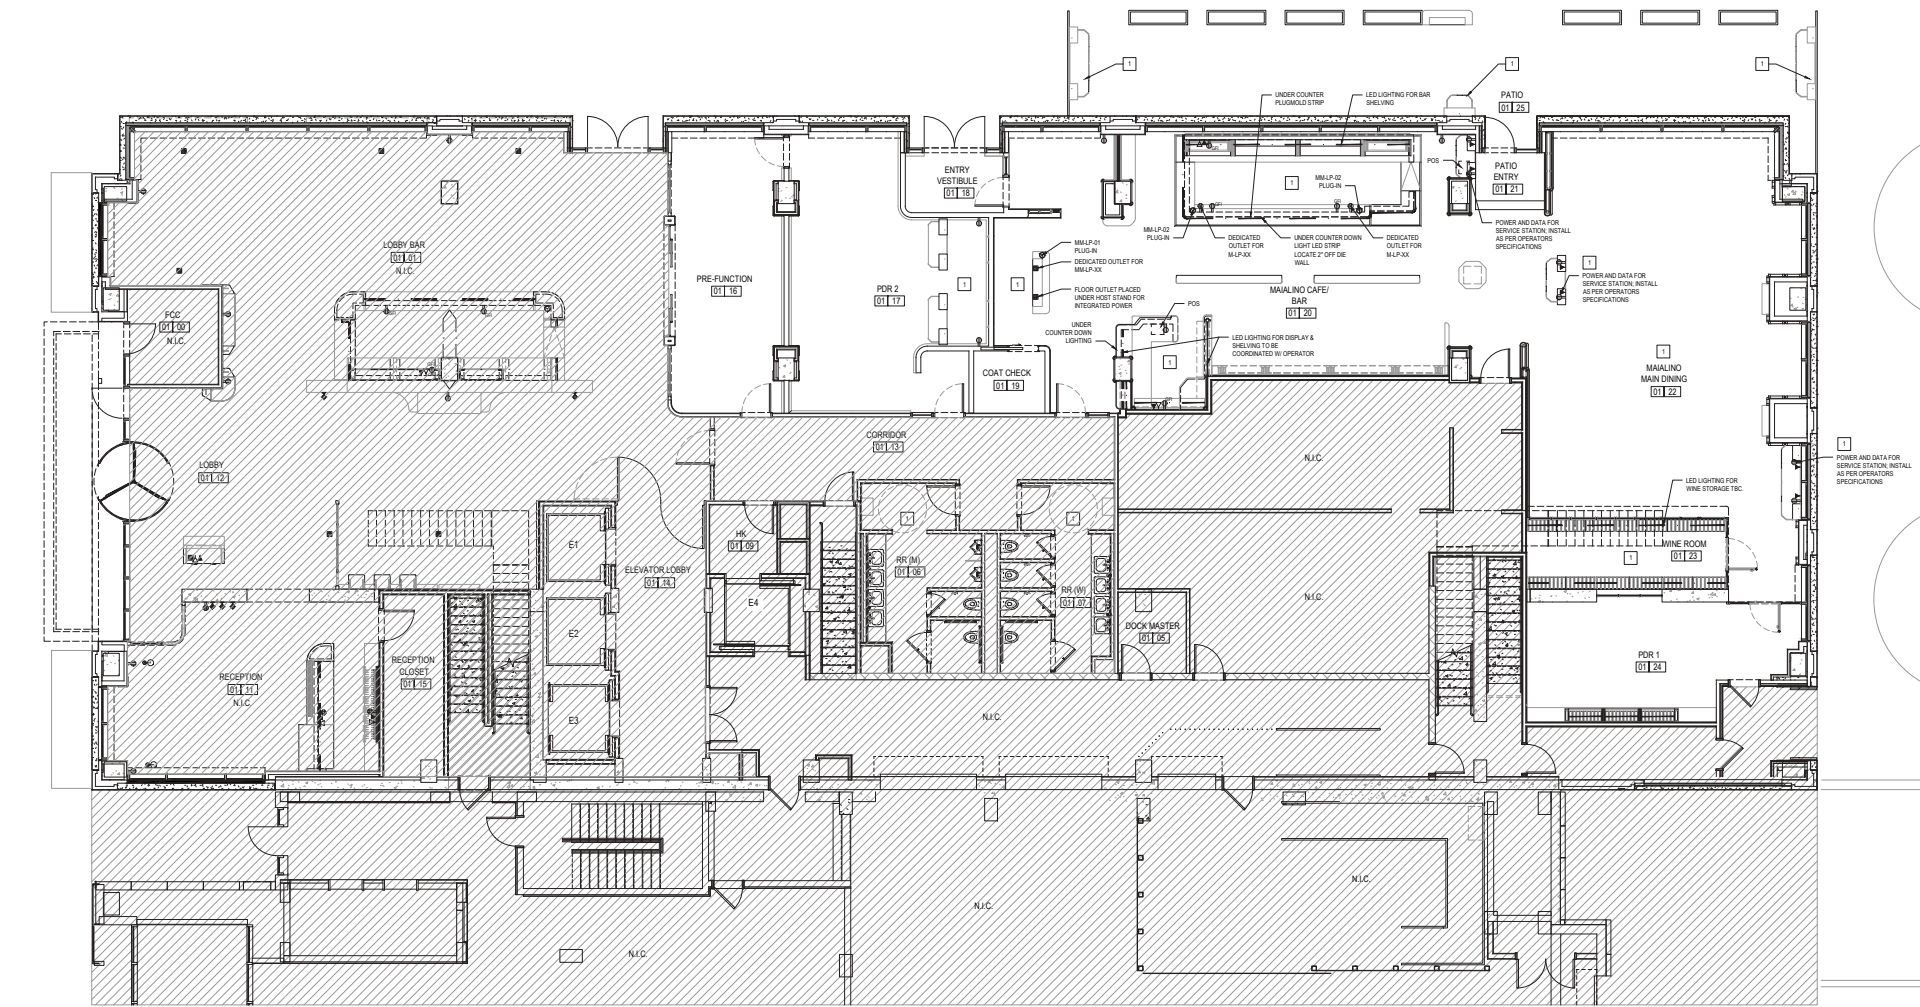 1
1
1
PATIO
01 25
UNDER COUNTER
PLUGMOLD STRIP
LED LIGHTING FOR BAR
SHELVING
ENTRY
VESTIBULE
01 18
POS
PATIO
ENTRY
01 21
MM-LP-02
PLUG-IN
1
LOBBY BAR
01 01
N.I.C.
MM-LP-02
PLUG-IN
DEDICATED
OUTLET FOR
M-LP-XX
UNDER COUNTER DOWN
LIGHT LED STRIP
LOCATE 2" OFF DIE
WALL
DEDICATED
OUTLET FOR
M-LP-XX
POWER AND DATA FOR
SERVICE STATION; INSTALL
AS PER OPERATORS
SPECIFICATIONS
MM-LP-01
PLUG-IN
DEDICATED OUTLET FOR
MM-LP-XX
FLOOR OUTLET PLACED
UNDER HOST STAND FOR
INTEGRATED POWER
1
POWER AND DATA FOR
SERVICE STATION; INSTALL
AS PER OPERATORS
SPECIFICATIONS
PRE-FUNCTION
01 16
PDR 2
01 17
1
1
MAIALINO CAFE/
BAR
01 20
POS
FCC
01 00
N.I.C.
UNDER
COUNTER DOWN
LIGHTING
LED LIGHTING FOR DISPLAY &
SHELVING TO BE
COORDINATED W/ OPERATOR
1
COAT CHECK
01 19
1
MAIALINO
MAIN DINING
01 22
CORRIDOR
01 13
N.I.C.
1
POWER AND DATA FOR
SERVICE STATION; INSTALL
AS PER OPERATORS
SPECIFICATIONS
LOBBY
01 12
LED LIGHTING FOR
WINE STORAGE TBC.
1
1
E1
HK
01 09
WINE ROOM
01 23
1
ELEVATOR LOBBY
01 14
RR (M)
01 06
RR (W)
01 07
E4
N.I.C.
E2
DOCK MASTER
01 05
RECEPTION
CLOSET
01 15
PDR 1
01 24
RECEPTION
01 11
N.I.C.
E3
N.I.C.
N.I.C.
N.I.C.
N.I.C.